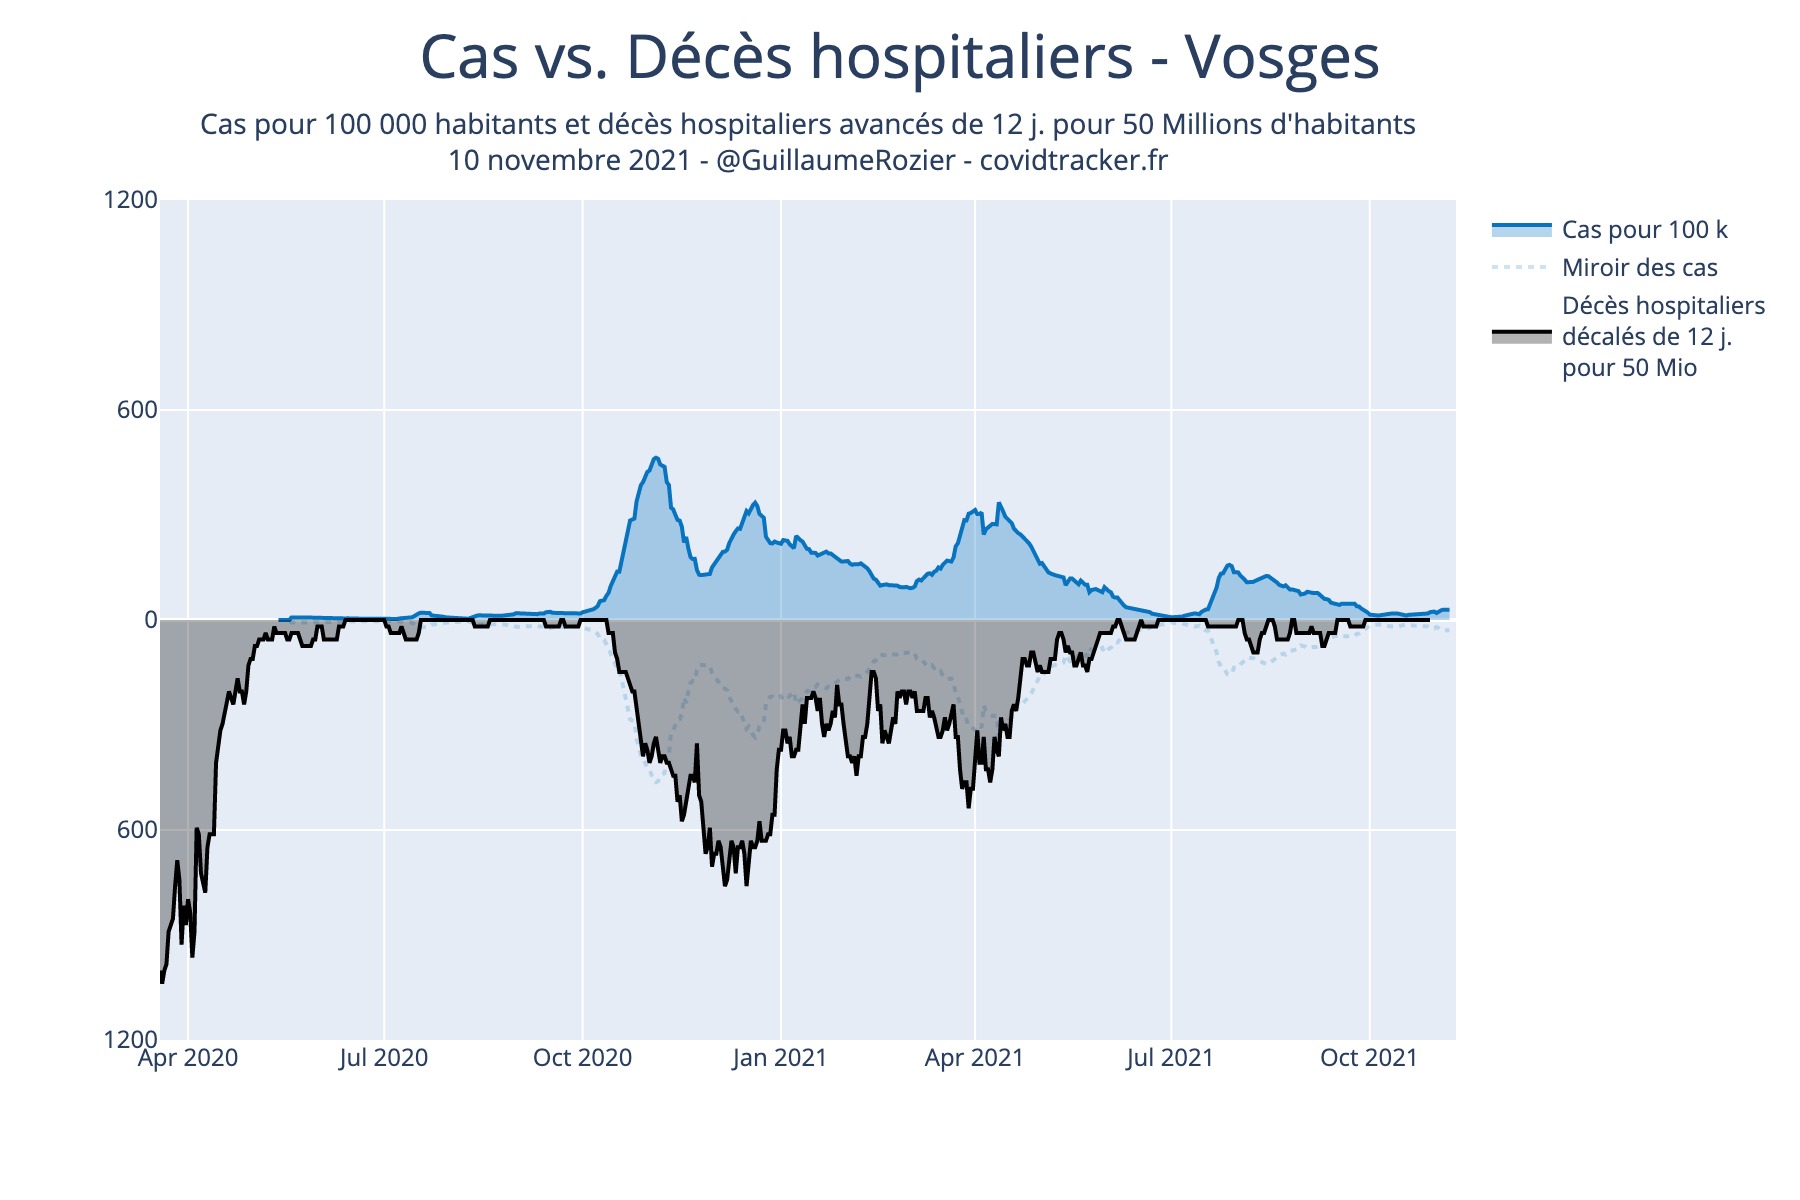 Cas vs. Décès hospitaliers - Vosges
Cas pour 100 000 habitants et décès hospitaliers avancés de 12 j. pour 50 Millions d'habitants
10 novembre 2021 - @GuillaumeRozier - covidtracker.fr
1200
600
0
600
1200
Apr 2020
Jul 2020
Oct 2020
Jan 2021
Apr 2021
Jul 2021
Oct 2021
Cas pour 100 k
Miroir des cas
Décès hospitaliers
décalés de 12 j.
pour 50 Mio